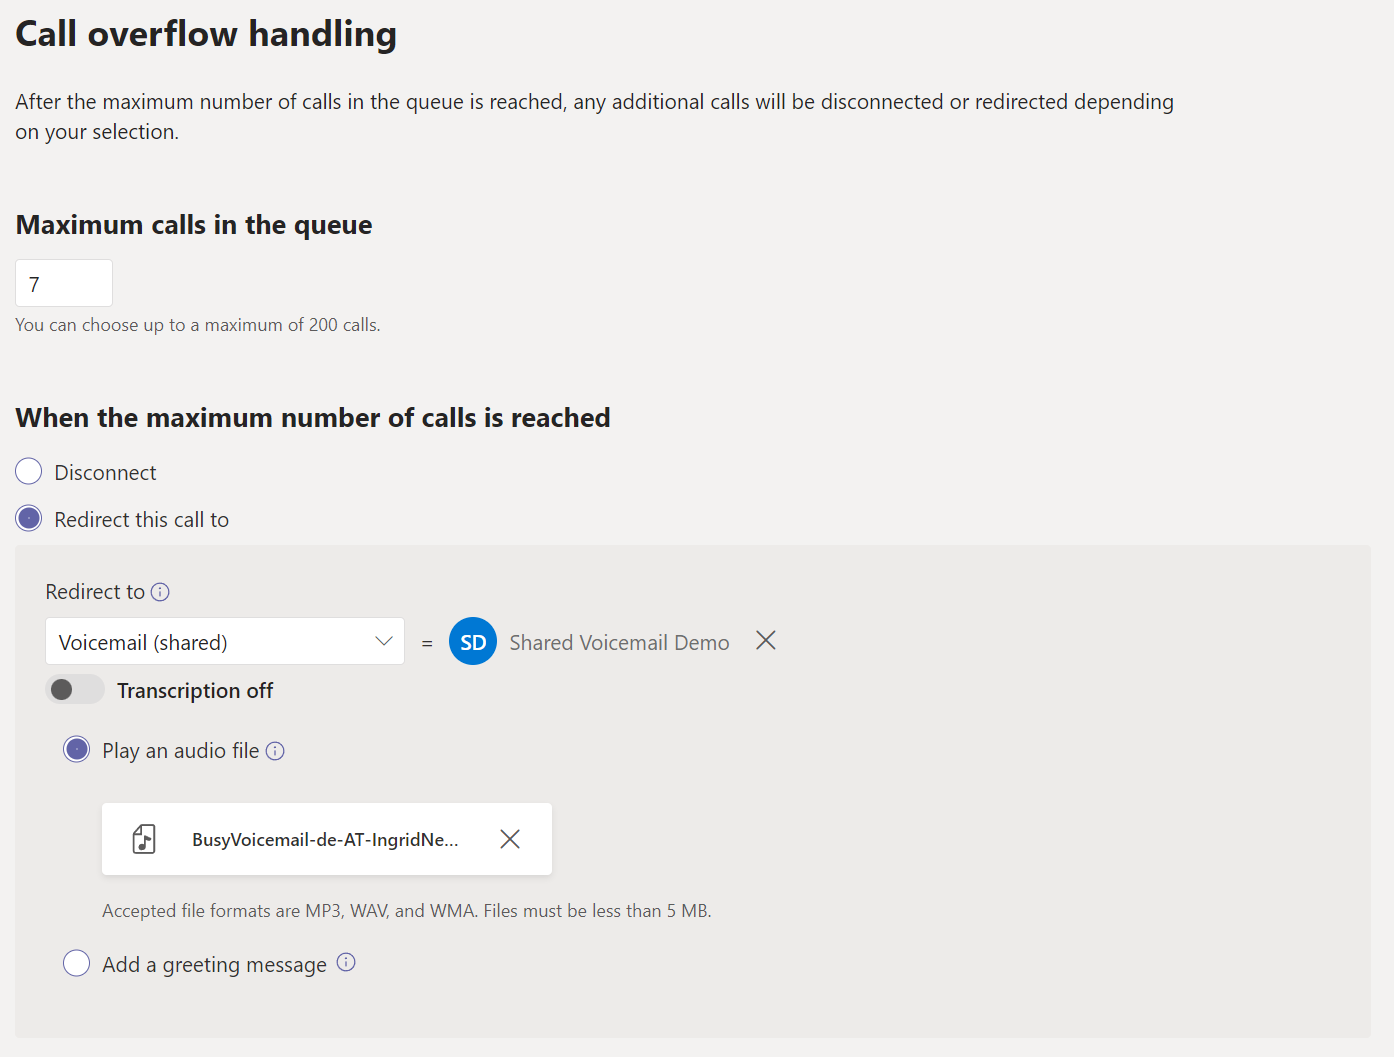 Call overflow handling
After the maximum number of calls in the queue is reached, any additional calls will be disconnected or redirected depending
on your selection.
Maximum calls in the queue
7
You can choose up to a maximum of 200 calls.
When the maximum number of calls is reached
Disconnect
Redirect this call to
Redirect to
Voicemail (shared) = SD Shared Voicemail Demo
Transcription off
Play an audio file
BusyVoicemail-de-AT-IngridNe...
Accepted file formats are MP3, WAV, and WMA. Files must be less than 5 MB.
Add a greeting message